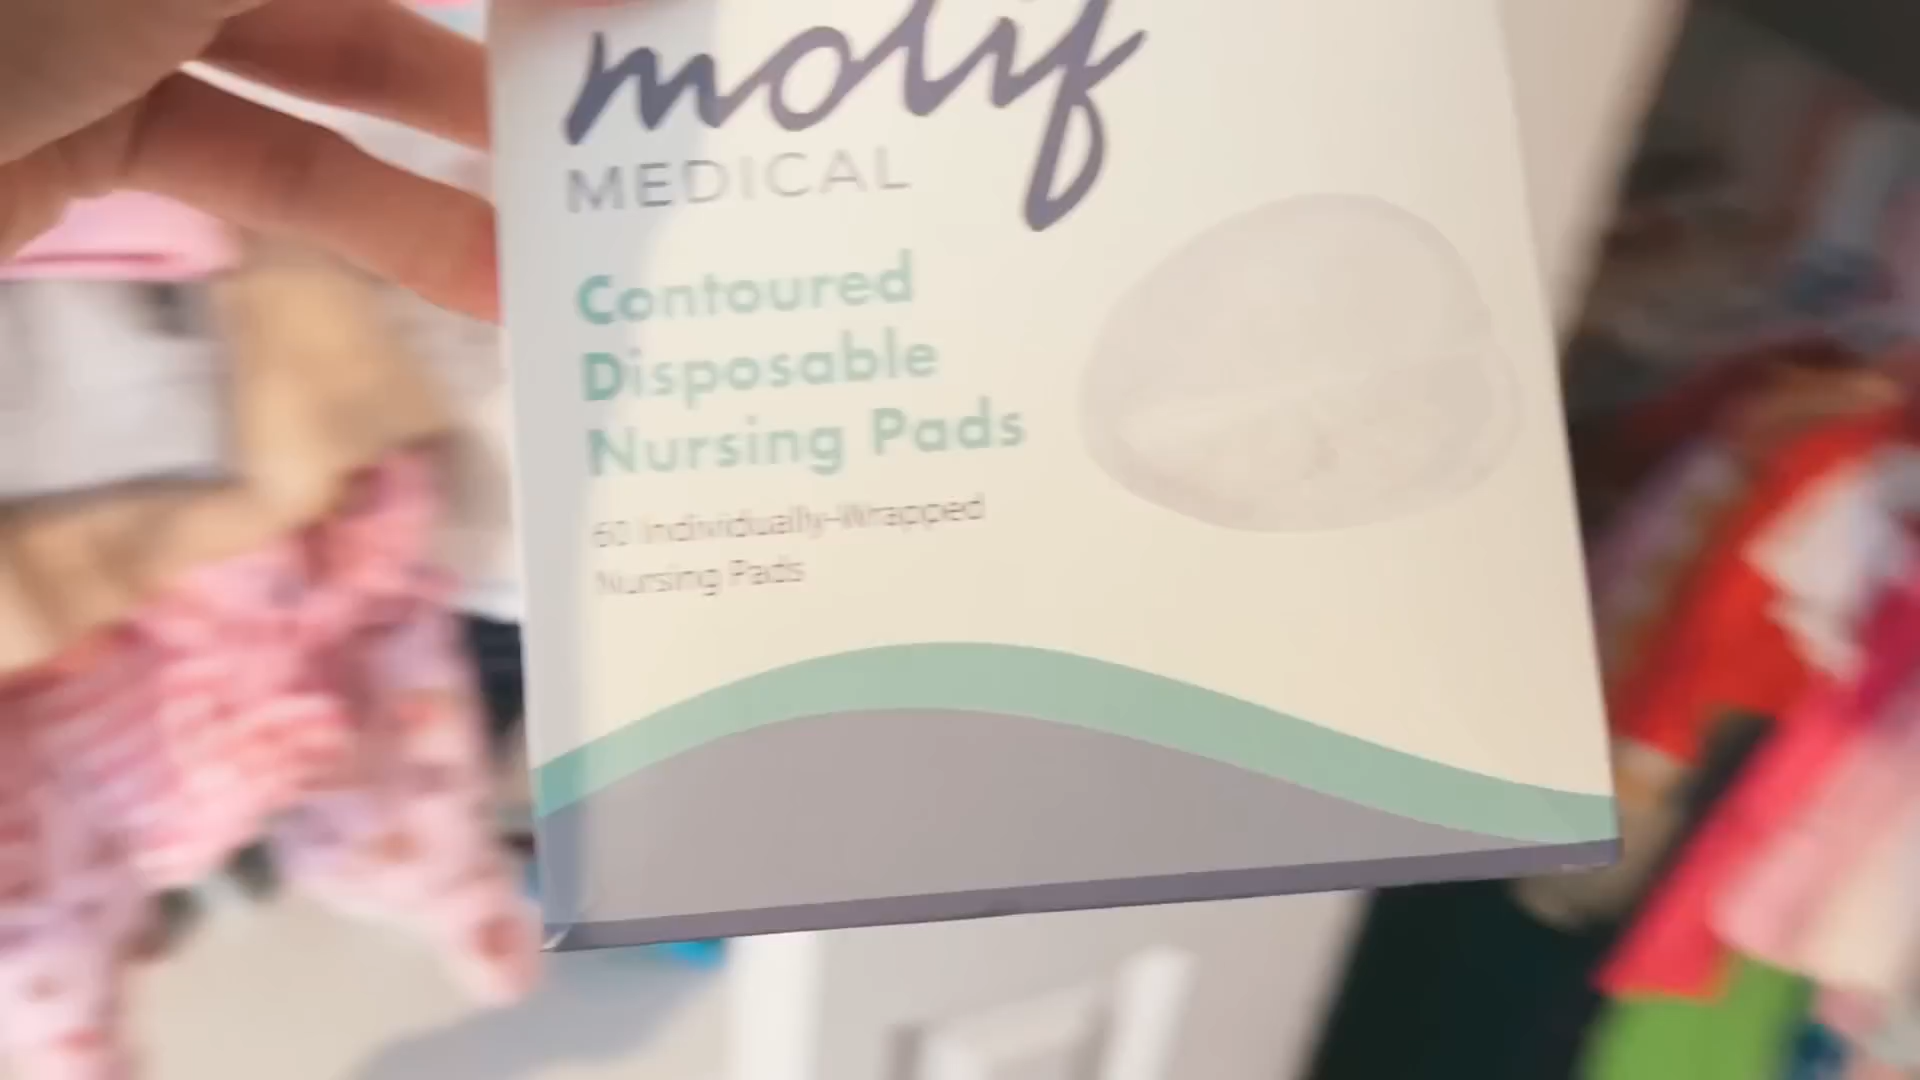 motif
MEDICAL
Contoured
Disposable
Nursing Pads
60 Individually-Wrapped
Nursing Pads